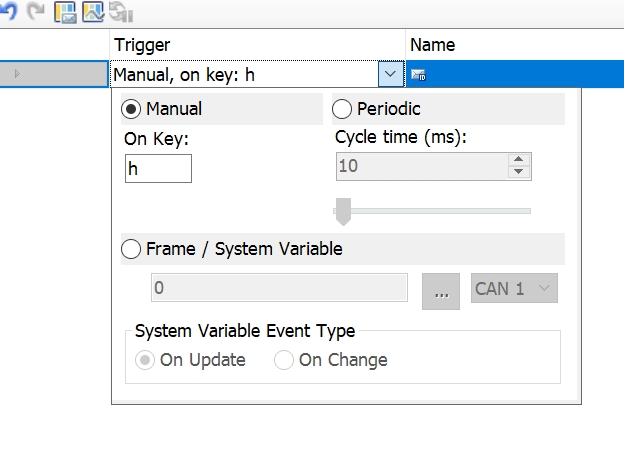 Trigger Name
Manual, on key: h
Manual Periodic
On Key: Cycle time (ms):
h 10
Frame / System Variable
0 ... CAN 1
System Variable Event Type
On Update On Change